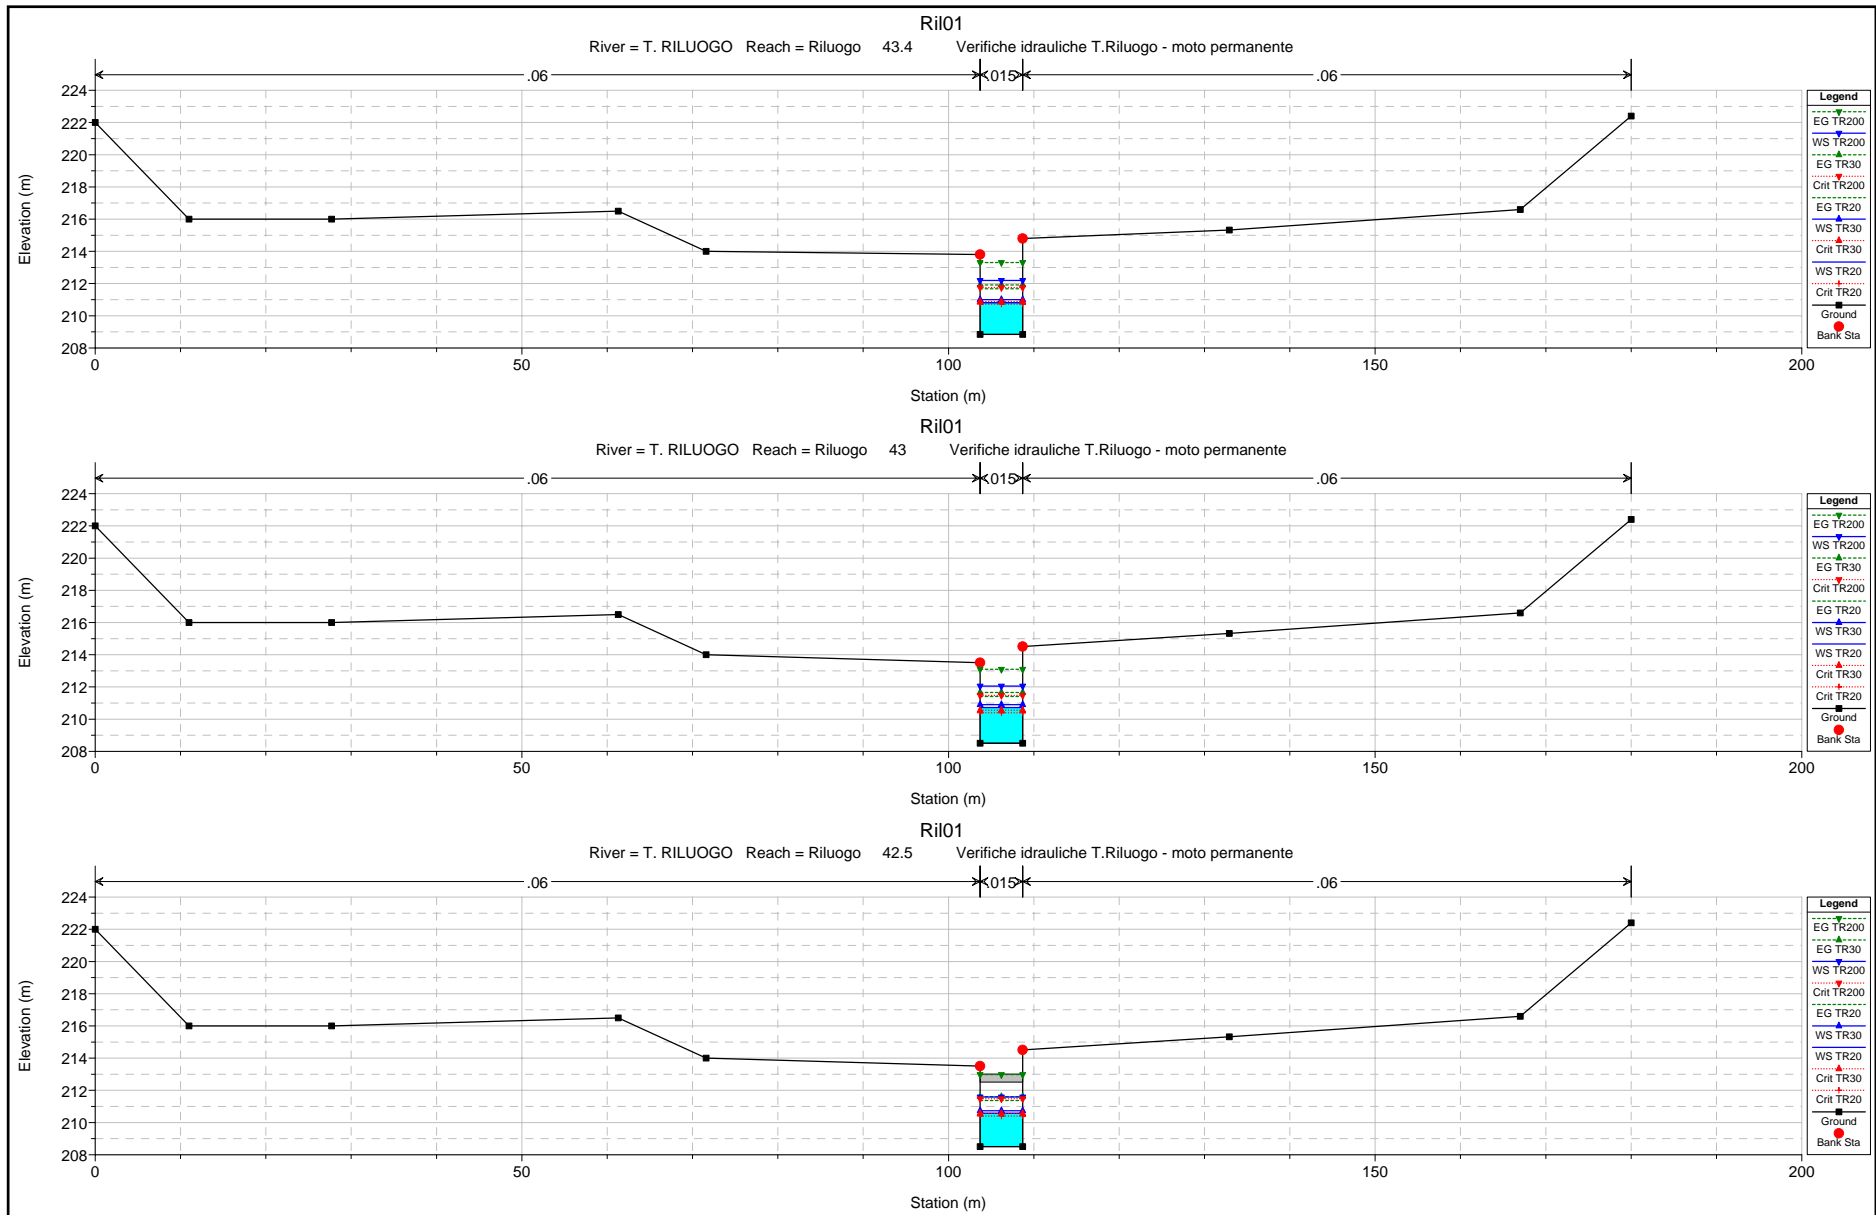 Ril01
River = T. RILUOGO   Reach = Riluogo   43.4   Verifiche idrauliche T.Riluogo - moto permanente
.06
.015
.06
224
222
220
218
216
214
212
210
208
0
50
100
150
200
Elevation (m)
Station (m)
Legend
EG TR200
WS TR200
EG TR30
Crit TR200
EG TR20
WS TR30
Crit TR30
WS TR20
Crit TR20
Ground
Bank Sta
Ril01
River = T. RILUOGO   Reach = Riluogo   43   Verifiche idrauliche T.Riluogo - moto permanente
.06
.015
.06
224
222
220
218
216
214
212
210
208
0
50
100
150
200
Elevation (m)
Station (m)
Legend
EG TR200
WS TR200
EG TR30
Crit TR200
EG TR20
WS TR30
WS TR20
Crit TR30
Crit TR20
Ground
Bank Sta
Ril01
River = T. RILUOGO   Reach = Riluogo   42.5   Verifiche idrauliche T.Riluogo - moto permanente
.06
.015
.06
224
222
220
218
216
214
212
210
208
0
50
100
150
200
Elevation (m)
Station (m)
Legend
EG TR200
EG TR30
WS TR200
Crit TR200
EG TR20
WS TR30
WS TR20
Crit TR30
Crit TR20
Ground
Bank Sta